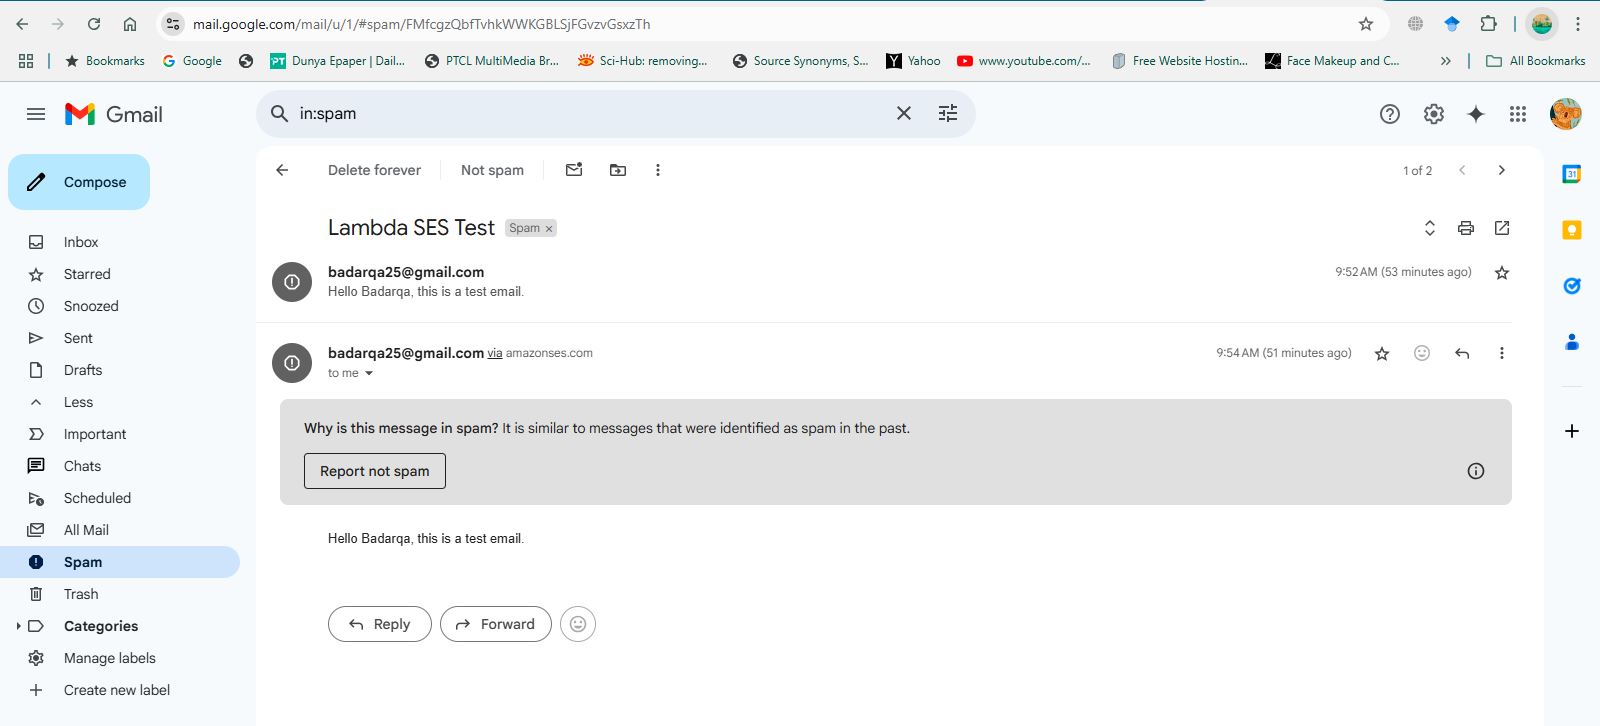 mail.google.com/mail/u/1/#spam/FMfcgzQbfTvhkWWKGBLSjFGvzvGsxzTh
Bookmarks Google Dunya Epaper | Dail... PTCL MultiMedia Br... Sci-Hub: removing... Source Synonyms, S... Yahoo www.youtube.com/... Free Website Hostin... Face Makeup and C... » All Bookmarks
Gmail
in:spam
Compose
Inbox
Starred
Snoozed
Sent
Drafts
Less
Important
Chats
Scheduled
All Mail
Spam
Trash
Categories
Manage labels
Create new label
Delete forever Not spam 1 of 2
Lambda SES Test Spam ×
badarqa25@gmail.com 9:52 AM (53 minutes ago)
Hello Badarqa, this is a test email.
badarqa25@gmail.com via amazonses.com 9:54 AM (51 minutes ago)
to me
Why is this message in spam? It is similar to messages that were identified as spam in the past.
Report not spam
Hello Badarqa, this is a test email.
Reply Forward
31